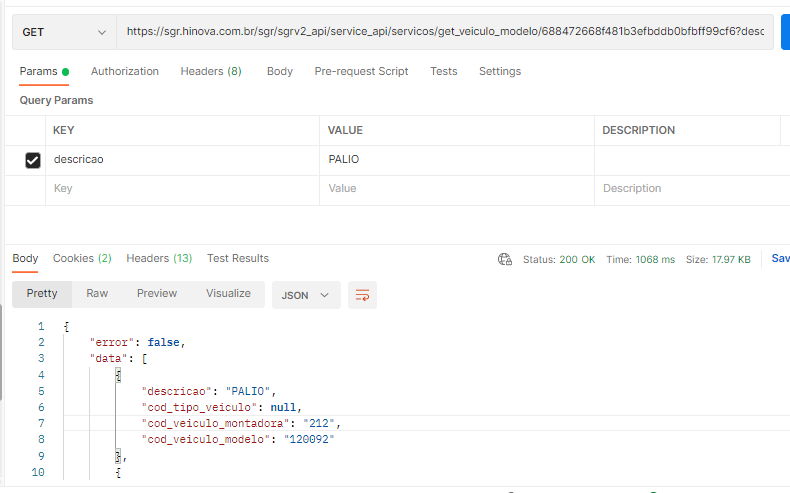 GET https://sgr.hinova.com.br/sgr/sgrv2_api/service_api/servicos/get_veiculo_modelo/688472668f481b3efbddb0bfbff99cf6?desc
Params Authorization Headers (8) Body Pre-request Script Tests Settings
Query Params
KEY VALUE DESCRIPTION
descricao PALIO
Key Value Description
Body Cookies (2) Headers (13) Test Results Status: 200 OK Time: 1068 ms Size: 17.97 KB Sav
Pretty Raw Preview Visualize JSON
1 {
2 "error": false,
3 "data": [
4 {
5 "descricao": "PALIO",
6 "cod_tipo_veiculo": null,
7 "cod_veiculo_montadora": "212",
8 "cod_veiculo_modelo": "120092"
9 },
10 {